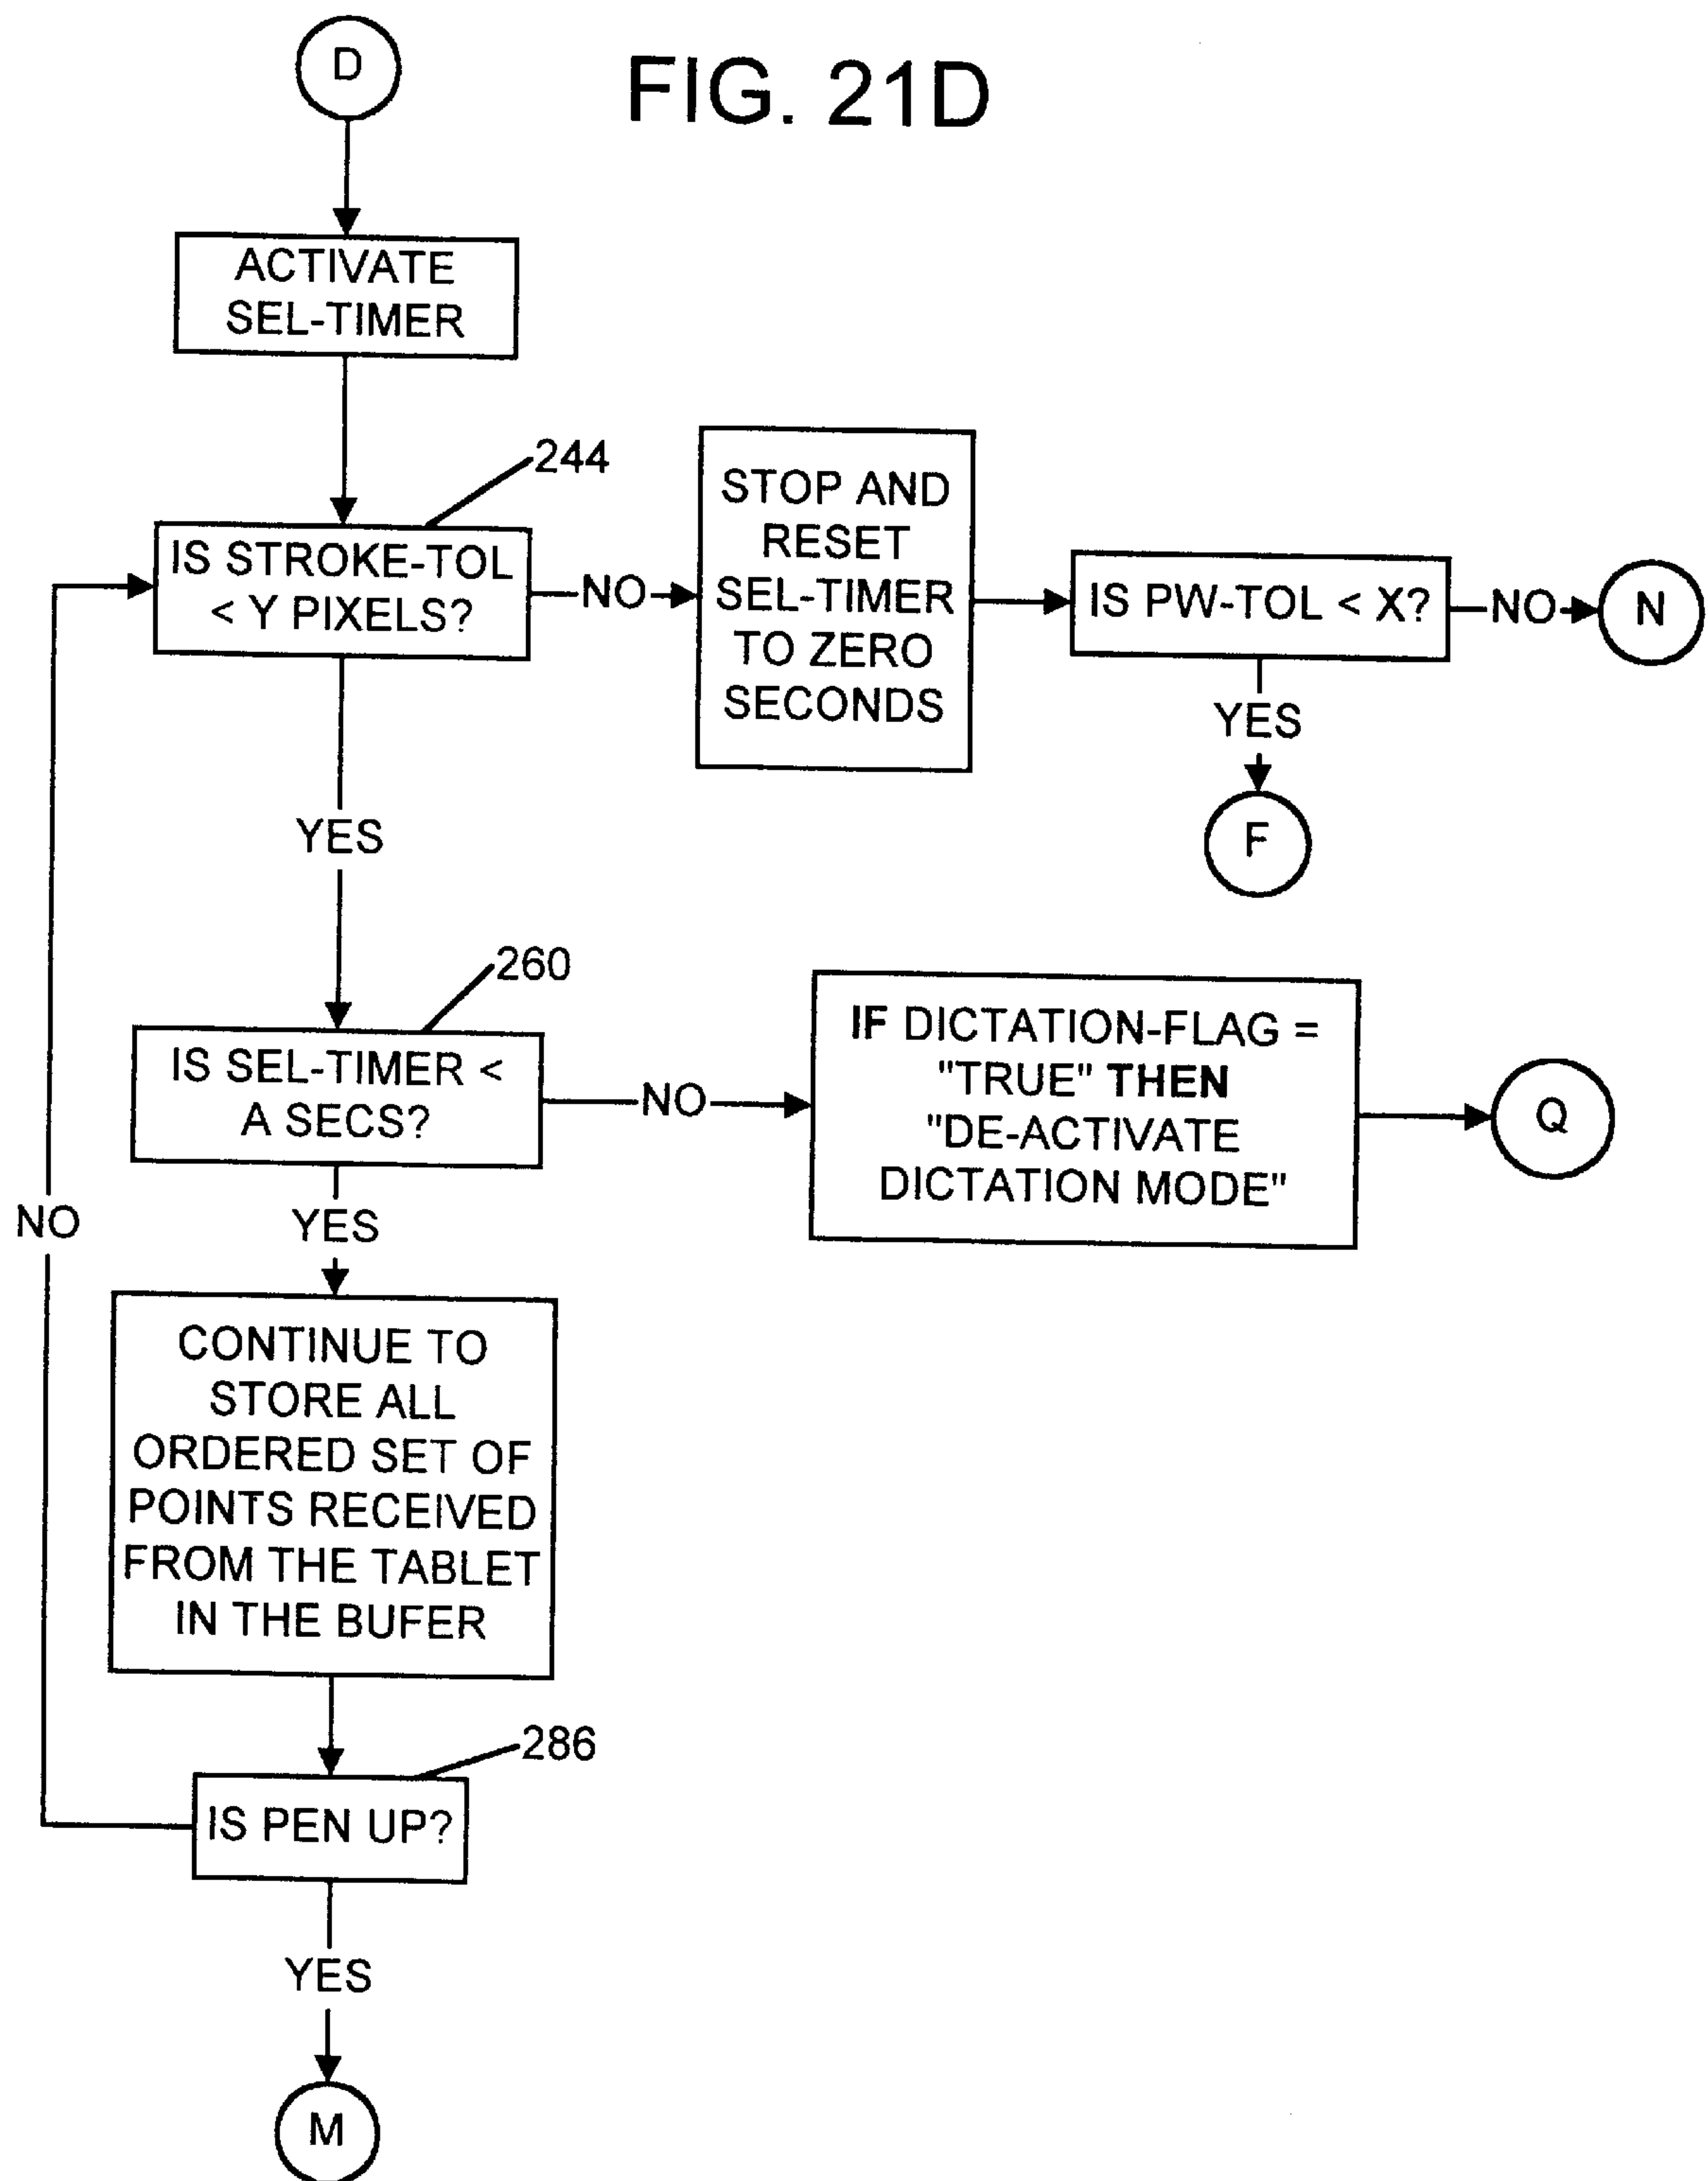 D
FIG. 21D
ACTIVATE
SEL-TIMER
244
IS STROKE-TOL
< Y PIXELS?
NO
STOP AND
RESET
SEL-TIMER
TO ZERO
SECONDS
IS PW-TOL < X?
NO
N
YES
F
YES
260
IS SEL-TIMER <
A SECS?
NO
IF DICTATION-FLAG =
"TRUE" THEN
"DE-ACTIVATE
DICTATION MODE"
Q
NO
YES
CONTINUE TO
STORE ALL
ORDERED SET OF
POINTS RECEIVED
FROM THE TABLET
IN THE BUFER
286
IS PEN UP?
YES
M